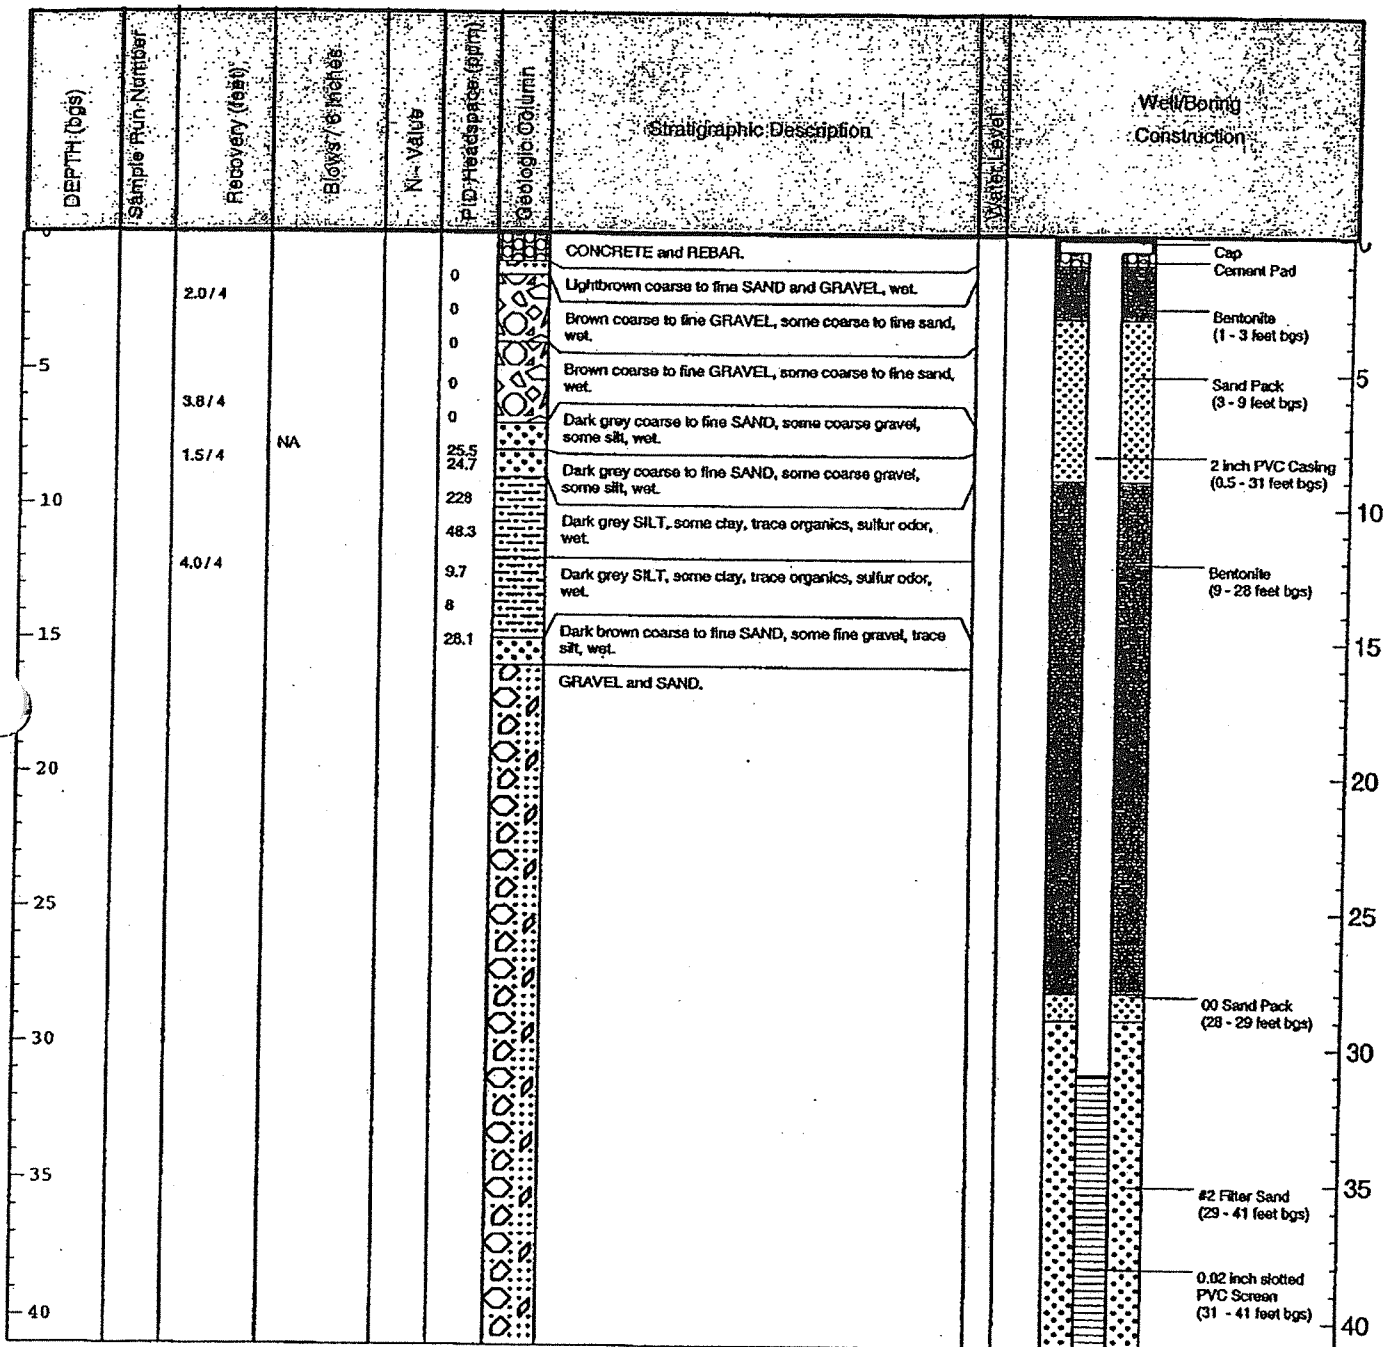 DEPTH (bgs)
Sample Run Number
Recovery (feet)
Blows / 6 inches
N - Value
PID Headspace (ppm)
Geologic Column
Stratigraphic Description
Water Level
Well/Boring
Construction
0
0
CONCRETE and REBAR.
Cap
Cement Pad
0
2.0 / 4
Lightbrown coarse to fine SAND and GRAVEL, wet.
0
Brown coarse to fine GRAVEL, some coarse to fine sand,
wet.
Bentonite
(1 - 3 feet bgs)
0
5
Brown coarse to fine GRAVEL, some coarse to fine sand,
wet.
5
0
Sand Pack
(3 - 9 feet bgs)
3.8 / 4
0
Dark grey coarse to fine SAND, some coarse gravel,
some silt, wet.
NA
1.5 / 4
25.5
24.7
Dark grey coarse to fine SAND, some coarse gravel,
some silt, wet.
2 inch PVC Casing
(0.5 - 31 feet bgs)
10
228
10
48.3
Dark grey SILT, some clay, trace organics, sulfur odor,
wet.
4.0 / 4
9.7
Dark grey SILT, some clay, trace organics, sulfur odor,
wet.
Bentonite
(9 - 28 feet bgs)
8
15
28.1
Dark brown coarse to fine SAND, some fine gravel, trace
silt, wet.
15
GRAVEL and SAND.
20
20
25
25
00 Sand Pack
(28 - 29 feet bgs)
30
30
35
35
#2 Filter Sand
(29 - 41 feet bgs)
0.02 inch slotted
PVC Screen
(31 - 41 feet bgs)
40
40